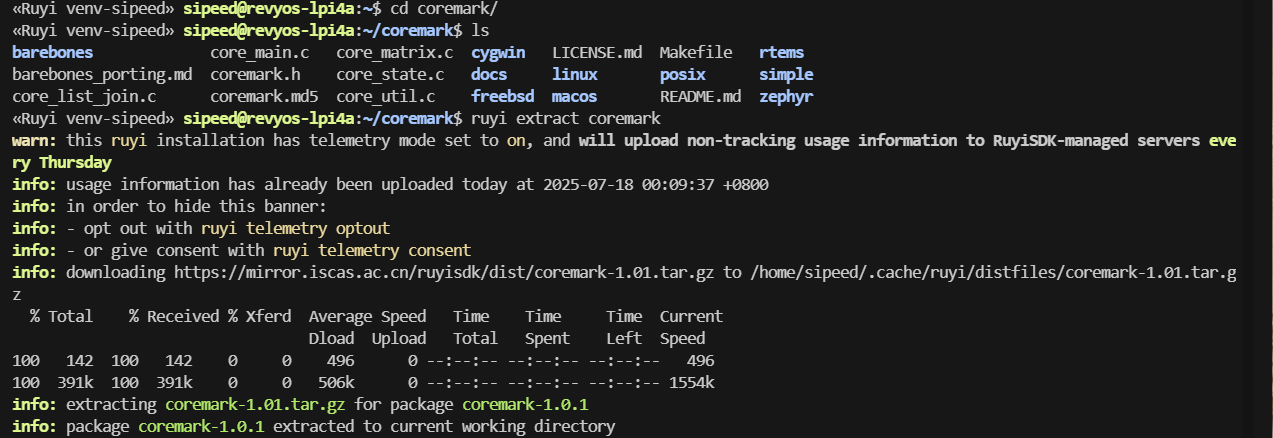 «Ruyi venv-sipeed» sipeed@revyos-lpi4a:~$ cd coremark/
«Ruyi venv-sipeed» sipeed@revyos-lpi4a:~/coremark$ ls
barebones             core_main.c   core_matrix.c  cygwin   LICENSE.md  Makefile   rtems
barebones_porting.md  coremark.h    core_state.c   docs     linux       posix      simple
core_list_join.c      coremark.md5  core_util.c    freebsd  macos       README.md  zephyr
«Ruyi venv-sipeed» sipeed@revyos-lpi4a:~/coremark$ ruyi extract coremark
warn: this ruyi installation has telemetry mode set to on, and will upload non-tracking usage information to RuyiSDK-managed servers eve
ry Thursday
info: usage information has already been uploaded today at 2025-07-18 00:09:37 +0800
info: in order to hide this banner:
info: - opt out with ruyi telemetry optout
info: - or give consent with ruyi telemetry consent
info: downloading https://mirror.iscas.ac.cn/ruyisdk/dist/coremark-1.01.tar.gz to /home/sipeed/.cache/ruyi/distfiles/coremark-1.01.tar.g
z
  % Total    % Received % Xferd  Average Speed   Time    Time     Time  Current
                                 Dload  Upload   Total   Spent    Left  Speed
100   142  100   142    0     0    496      0 --:--:-- --:--:-- --:--:--   496
100  391k  100  391k    0     0   506k      0 --:--:-- --:--:-- --:--:-- 1554k
info: extracting coremark-1.01.tar.gz for package coremark-1.0.1
info: package coremark-1.0.1 extracted to current working directory